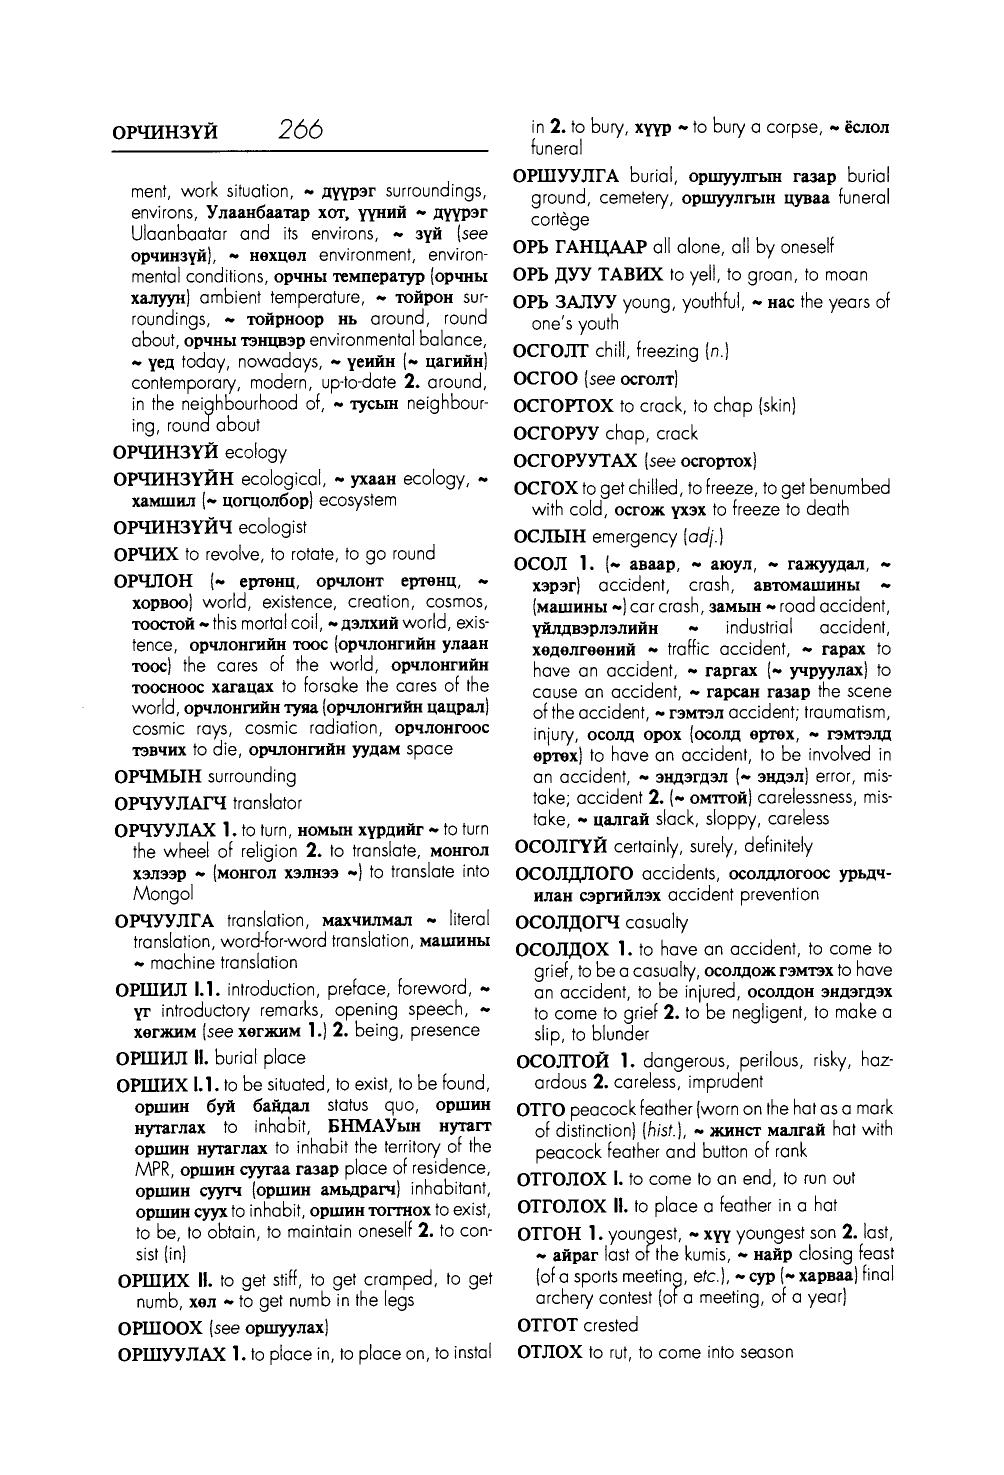 ОРЧИНЗҮЙ 266
ment, work situation, ~ дүүрэг surroundings,
environs, Улаанбаатар хот, үүний ~ дүүрэг
Ulaanbaatar and its environs, ~ зүй (see
орчинзүй), ~ нөхцөл environment, environ-
mental conditions, орчны температур (орчны
халуун) ambient temperature, ~ тойрон sur-
roundings, ~ тойрноор нь around, round
about, орчны тэнцвэр environmental balance,
~ үед today, nowadays, ~ үеийн (~ цагийн)
contemporary, modern, up-to-date 2. around,
in the neighbourhood of, ~ тусын neighbour-
ing, round about
ОРЧИНЗҮЙ ecology
ОРЧИНЗҮЙН ecological, ~ ухаан ecology, ~
хамшил (~ цогцолбор) ecosystem
ОРЧИНЗҮЙЧ ecologist
ОРЧИХ to revolve, to rotate, to go round
ОРЧЛОН (~ ертөнц, орчлонт ертөнц, ~
хорвоо) world, existence, creation, cosmos,
тоостой ~ this mortal coil, ~ дэлхий world, exis-
tence, орчлонгийн тоос (орчлонгийн улаан
тоос) the cares of the world, орчлонгийн
тоосноос хагацах to forsake the cares of the
world, орчлонгийн туяа (орчлонгийн цацрал)
cosmic rays, cosmic radiation, орчлонгоос
тэвчих to die, орчлонгийн уудам space
ОРЧМЫН surrounding
ОРЧУУЛАГЧ translator
ОРЧУУЛАХ 1. to turn, номын хүрдийг ~ to turn
the wheel of religion 2. to translate, монгол
хэлээр ~ (монгол хэлнээ ~) to translate into
Mongol
ОРЧУУЛГА translation, махчилмал ~ literal
translation, word-for-word translation, машины
~ machine translation
ОРШИЛ I.1. introduction, preface, foreword, ~
үг introductory remarks, opening speech, ~
хөгжим (see хөгжим 1.) 2. being, presence
ОРШИЛ II. burial place
ОРШИХ I.1. to be situated, to exist, to be found,
оршин буй байдал status quo, оршин
нутаглах to inhabit, БНМАУын нутагт
оршин нутаглах to inhabit the territory of the
MPR, оршин суугаа газар place of residence,
оршин суугч (оршин амьдрагч) inhabitant,
оршин суух to inhabit, оршин тогтнох to exist,
to be, to obtain, to maintain oneself 2. to con-
sist (in)
ОРШИХ II. to get stiff, to get cramped, to get
numb, хөл ~ to get numb in the legs
ОРШООХ (see оршуулах)
ОРШУУЛАХ 1. to place in, to place on, to instal
in 2. to bury, хүүр ~ to bury a corpse, ~ ёслол
funeral
ОРШУУЛГА burial, оршуулгын газар burial
ground, cemetery, оршуулгын цуваа funeral
cortège
ОРЬ ГАНЦААР all alone, all by oneself
ОРЬ ДУУ ТАВИХ to yell, to groan, to moan
ОРЬ ЗАЛУУ young, youthful, ~ нас the years of
one's youth
ОСГОЛТ chill, freezing (n.)
ОСГОО (see осголт)
ОСГОРТОХ to crack, to chap (skin)
ОСГОРУУ chap, crack
ОСГОРУУТАХ (see осгортох)
ОСГОХ to get chilled, to freeze, to get benumbed
with cold, осгож үхэх to freeze to death
ОСЛЫН emergency (adj.)
ОСОЛ 1. (~ аваар, ~ аюул, ~ гажуудал, ~
хэрэг) accident, crash, автомашины ~
(машины ~) car crash, замын ~ road accident,
үйлдвэрлэлийн ~ industrial accident,
хөдөлгөөний ~ traffic accident, ~ гарах to
have an accident, ~ гаргах (~ учруулах) to
cause an accident, ~ гарсан газар the scene
of the accident, ~ гэмтэл accident; traumatism,
injury, осолд орох (осолд өртөх, ~ гэмтэлд
өртөх) to have an accident, to be involved in
an accident, ~ эндэгдэл (~ эндэл) error, mis-
take; accident 2. (~ омтгой) carelessness, mis-
take, ~ цалгай slack, sloppy, careless
ОСОЛГҮЙ certainly, surely, definitely
ОСОЛДЛОГО accidents, осолдлогоос урьдч-
илан сэргийлэх accident prevention
ОСОЛДОГЧ casualty
ОСОЛДОХ 1. to have an accident, to come to
grief, to be a casualty, осолдож гэмтэх to have
an accident, to be injured, осолдон эндэгдэх
to come to grief 2. to be negligent, to make a
slip, to blunder
ОСОЛТОЙ 1. dangerous, perilous, risky, haz-
ardous 2. careless, imprudent
ОТГО peacock feather (worn on the hat as a mark
of distinction) (hist.), ~ жинст малгай hat with
peacock feather and button of rank
ОТГОЛОХ I. to come to an end, to run out
ОТГОЛОХ II. to place a feather in a hat
ОТГОН 1. youngest, ~ хүү youngest son 2. last,
~ айраг last of the kumis, ~ найр closing feast
(of a sports meeting, etc.), ~ сур (~ харваа) final
archery contest (of a meeting, of a year)
ОТГОТ crested
ОТЛОХ to rut, to come into season